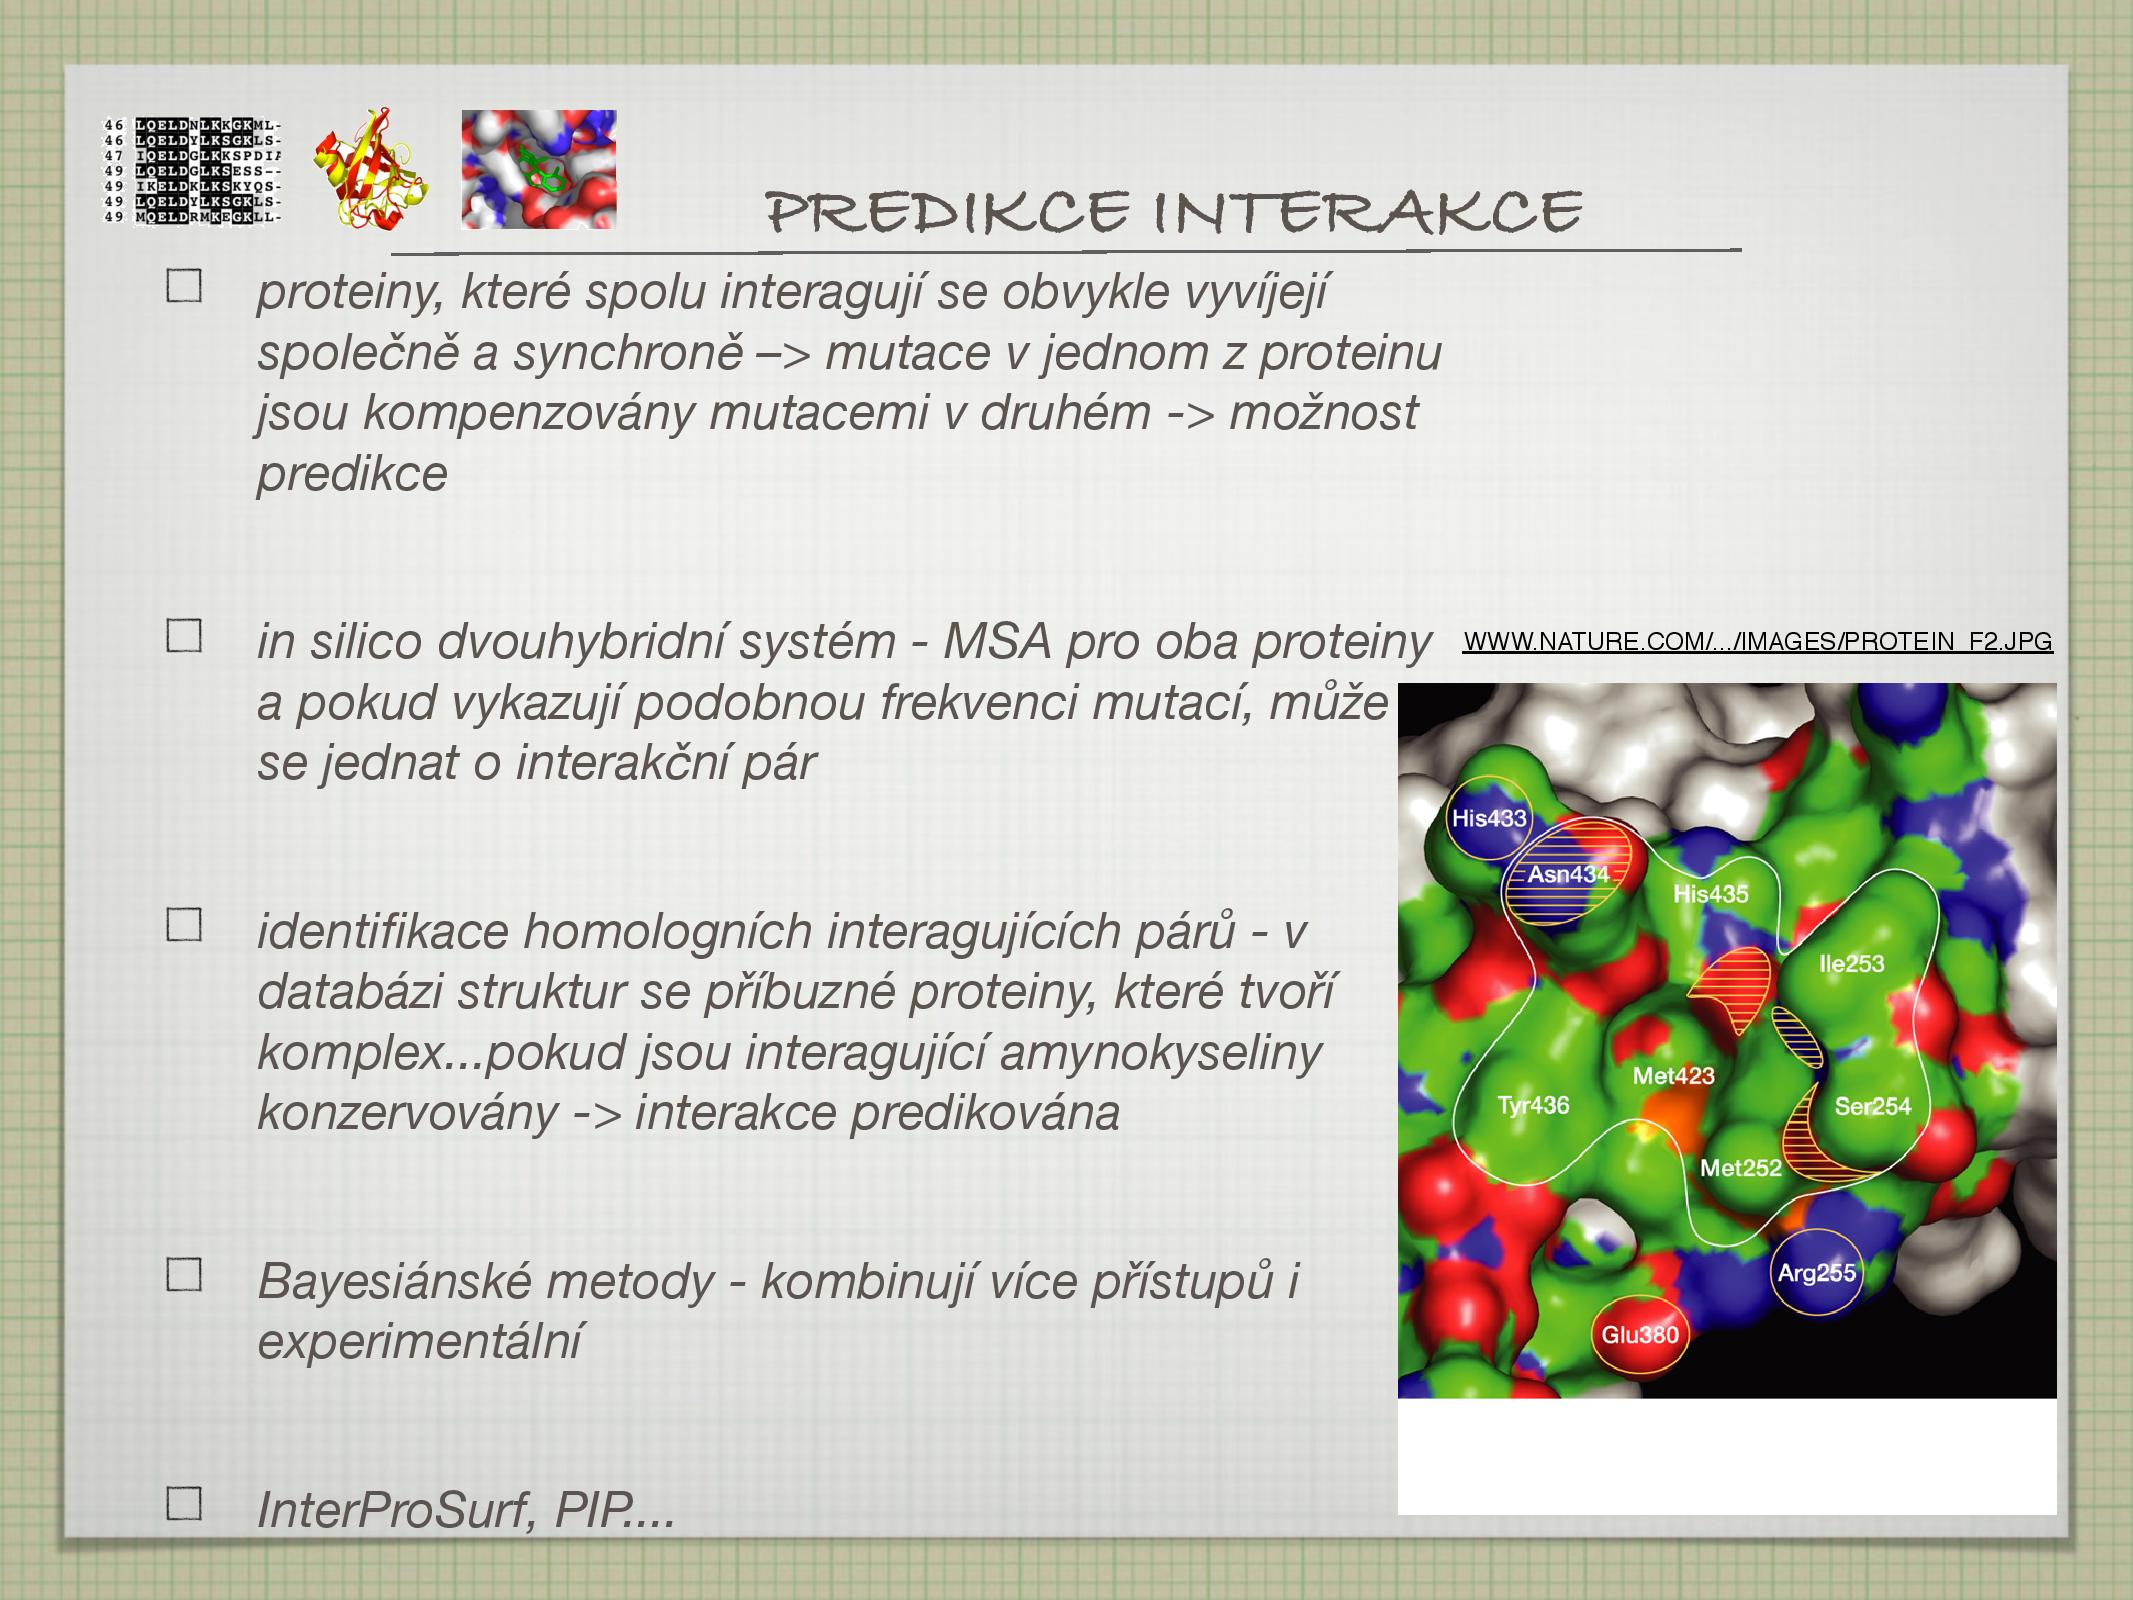 46 LQELDNLKKGKML-
46 LQELDYLKSGKLS-
47 IQELDGLKKSPDIA
49 LQELDGLKSESS--
49 IKELDKLKSKYQS-
49 LQELDYLKSGKLS-
49 MQELDRMKEGKLL-
PREDIKCE INTERAKCE
proteiny, které spolu interagují se obvykle vyvíjejí
společně a synchroně –> mutace v jednom z proteinu
jsou kompenzovány mutacemi v druhém -> možnost
predikce
in silico dvouhybridní systém - MSA pro oba proteiny
a pokud vykazují podobnou frekvenci mutací, může
se jednat o interakční pár
identifikace homologních interagujících párů - v
databázi struktur se příbuzné proteiny, které tvoří
komplex...pokud jsou interagující amynokyseliny
konzervovány -> interakce predikována
Bayesiánské metody - kombinují více přístupů i
experimentální
InterProSurf, PIP....
WWW.NATURE.COM/.../IMAGES/PROTEIN_F2.JPG
His433
Asn434
His435
Ile253
Met423
Tyr436
Ser254
Met252
Arg255
Glu380